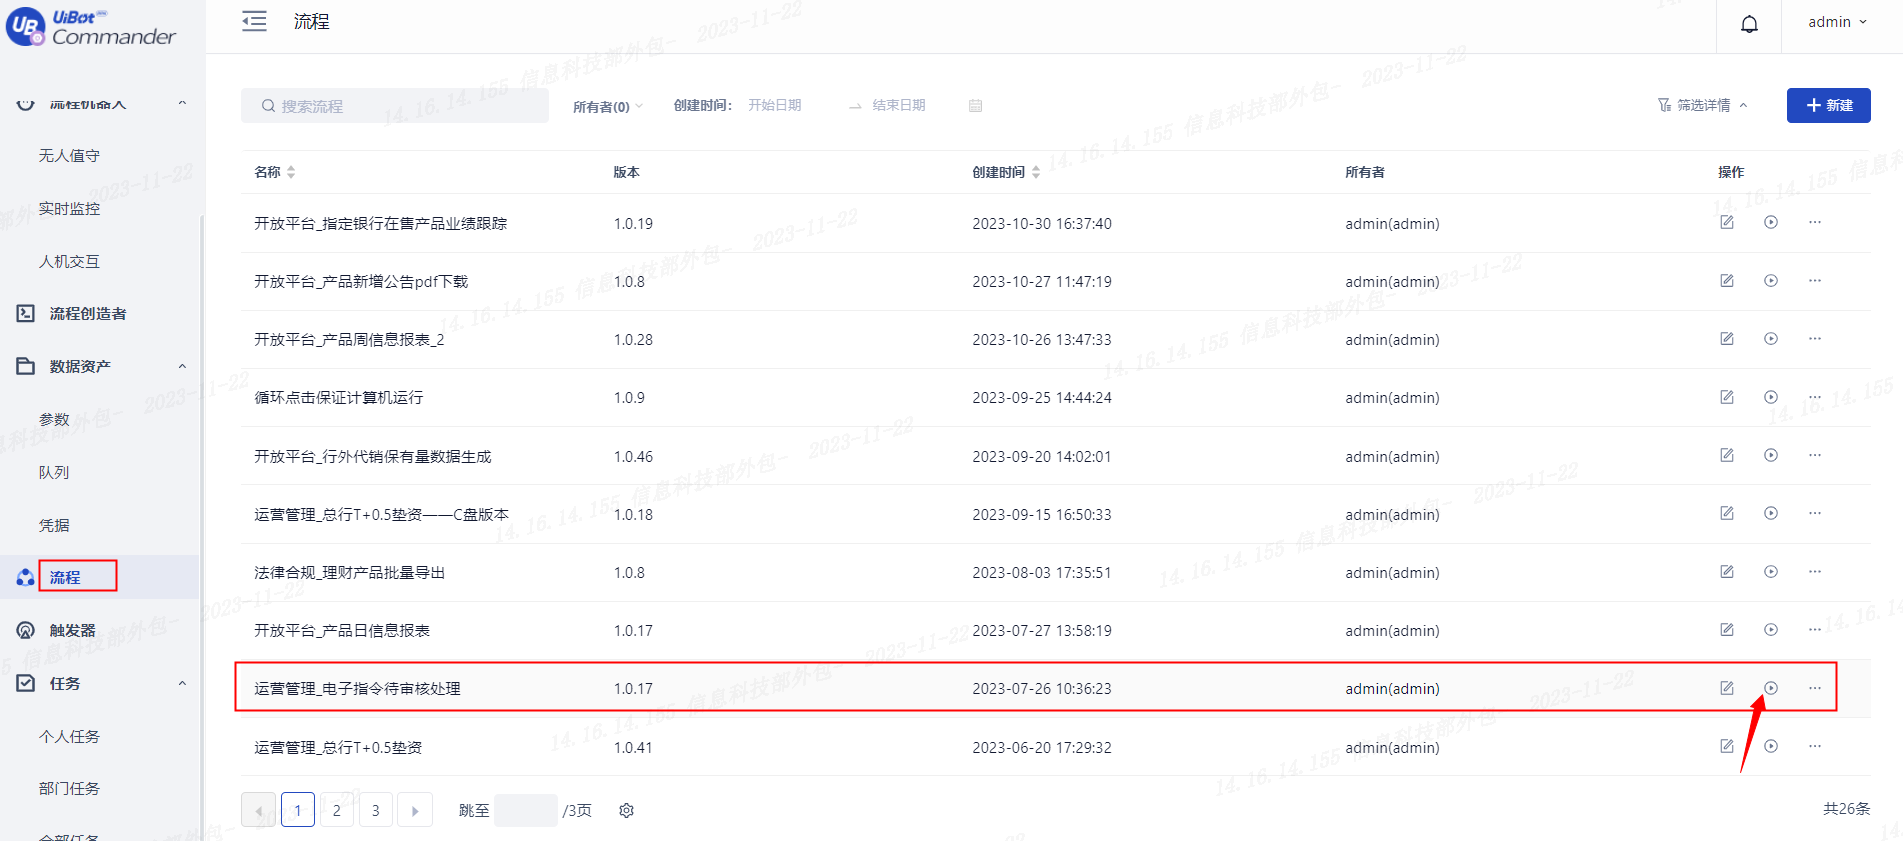 UiBot
Commander
流程
admin
流程机器人
无人值守
实时监控
人机交互
流程创造者
数据资产
参数
队列
凭据
流程
触发器
任务
个人任务
部门任务
全部任务
搜索流程
所有者(0)
创建时间：
开始日期
结束日期
筛选详情
新建
名称 版本 创建时间 所有者 操作
开放平台_指定银行在售产品业绩跟踪 1.0.19 2023-10-30 16:37:40 admin(admin)
开放平台_产品新增公告pdf下载 1.0.8 2023-10-27 11:47:19 admin(admin)
开放平台_产品周信息报表_2 1.0.28 2023-10-26 13:47:33 admin(admin)
循环点击保证计算机运行 1.0.9 2023-09-25 14:44:24 admin(admin)
开放平台_行外代销保有量数据生成 1.0.46 2023-09-20 14:02:01 admin(admin)
运营管理_总行T+0.5垫资——C盘版本 1.0.18 2023-09-15 16:50:33 admin(admin)
法律合规_理财产品批量导出 1.0.8 2023-08-03 17:35:51 admin(admin)
开放平台_产品日信息报表 1.0.17 2023-07-27 13:58:19 admin(admin)
运营管理_电子指令待审核处理 1.0.17 2023-07-26 10:36:23 admin(admin)
运营管理_总行T+0.5垫资 1.0.41 2023-06-20 17:29:32 admin(admin)
1 2 3 跳至 /3页
共26条
14.16.14.155 信息科技部外包- 2023-11-22